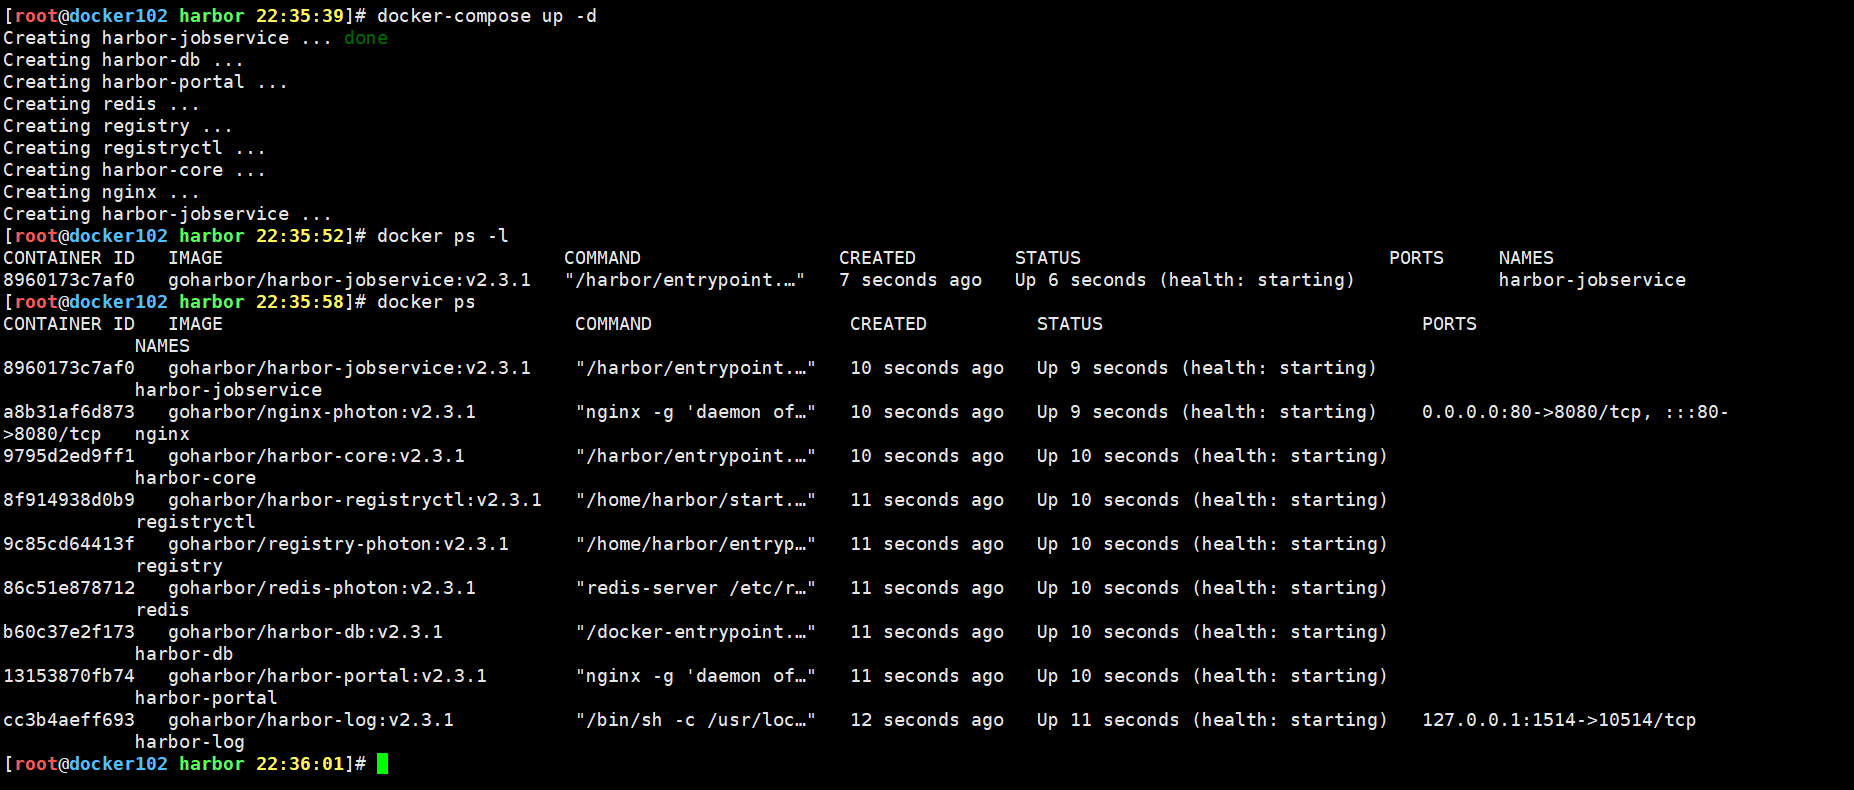 [root@docker102 harbor 22:35:39]# docker-compose up -d
Creating harbor-jobservice ... done
Creating harbor-db ...
Creating harbor-portal ...
Creating redis ...
Creating registry ...
Creating registryctl ...
Creating harbor-core ...
Creating nginx ...
Creating harbor-jobservice ...
[root@docker102 harbor 22:35:52]# docker ps -l
CONTAINER ID   IMAGE                               COMMAND                  CREATED         STATUS                            PORTS     NAMES
8960173c7af0   goharbor/harbor-jobservice:v2.3.1   "/harbor/entrypoint.…"   7 seconds ago   Up 6 seconds (health: starting)             harbor-jobservice
[root@docker102 harbor 22:35:58]# docker ps
CONTAINER ID   IMAGE                                COMMAND                  CREATED          STATUS                             PORTS
            NAMES
8960173c7af0   goharbor/harbor-jobservice:v2.3.1    "/harbor/entrypoint.…"   10 seconds ago   Up 9 seconds (health: starting)
            harbor-jobservice
a8b31af6d873   goharbor/nginx-photon:v2.3.1         "nginx -g 'daemon of…"   10 seconds ago   Up 9 seconds (health: starting)    0.0.0.0:80->8080/tcp, :::80-
>8080/tcp   nginx
9795d2ed9ff1   goharbor/harbor-core:v2.3.1          "/harbor/entrypoint.…"   10 seconds ago   Up 10 seconds (health: starting)
            harbor-core
8f914938d0b9   goharbor/harbor-registryctl:v2.3.1   "/home/harbor/start.…"   11 seconds ago   Up 10 seconds (health: starting)
            registryctl
9c85cd64413f   goharbor/registry-photon:v2.3.1      "/home/harbor/entryp…"   11 seconds ago   Up 10 seconds (health: starting)
            registry
86c51e878712   goharbor/redis-photon:v2.3.1         "redis-server /etc/r…"   11 seconds ago   Up 10 seconds (health: starting)
            redis
b60c37e2f173   goharbor/harbor-db:v2.3.1            "/docker-entrypoint.…"   11 seconds ago   Up 10 seconds (health: starting)
            harbor-db
13153870fb74   goharbor/harbor-portal:v2.3.1        "nginx -g 'daemon of…"   11 seconds ago   Up 10 seconds (health: starting)
            harbor-portal
cc3b4aeff693   goharbor/harbor-log:v2.3.1           "/bin/sh -c /usr/loc…"   12 seconds ago   Up 11 seconds (health: starting)   127.0.0.1:1514->10514/tcp
            harbor-log
[root@docker102 harbor 22:36:01]#